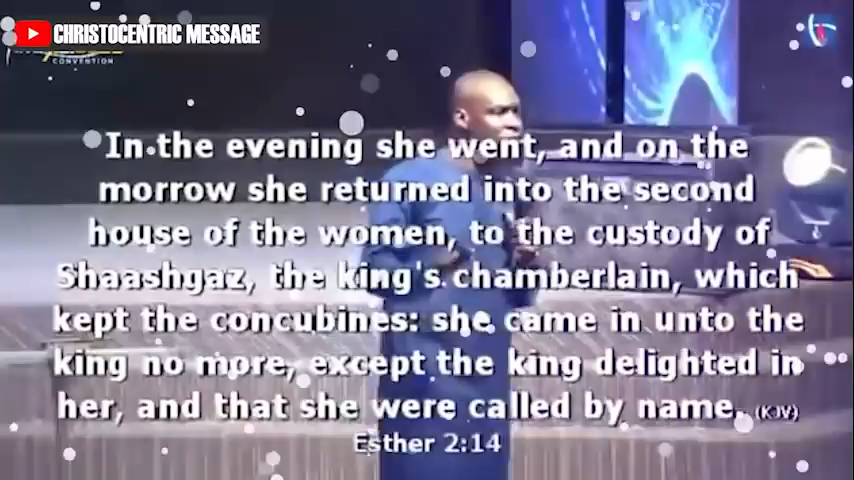 CHRISTOCENTRIC MESSAGE
CONVENTION
In the evening she went, and on the
morrow she returned into the second
house of the women, to the custody of
Shaashgaz, the king's chamberlain, which
kept the concubines: she came in unto the
king no more, except the king delighted in
her, and that she were called by name. (KJV)
Esther 2:14